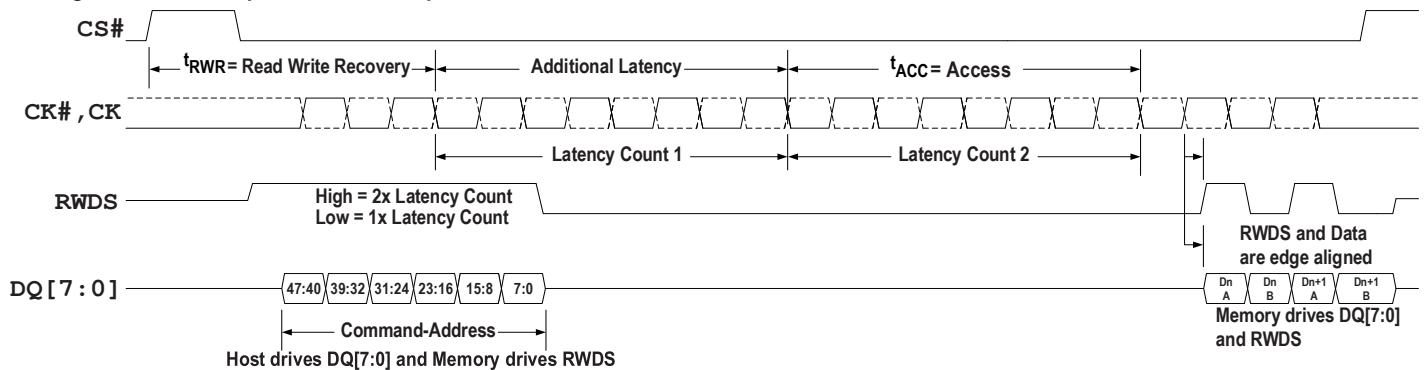 CS#
tRWR= Read Write Recovery
Additional Latency
tACC= Access
CK#,CK
Latency Count 1
Latency Count 2
RWDS
High = 2x Latency Count
Low = 1x Latency Count
RWDS and Data
are edge aligned
DQ[7:0]
47:40 39:32 31:24 23:16 15:8 7:0
Dn A
Dn B
Dn+1 A
Dn+1 B
Command-Address
Memory drives DQ[7:0]
and RWDS
Host drives DQ[7:0] and Memory drives RWDS